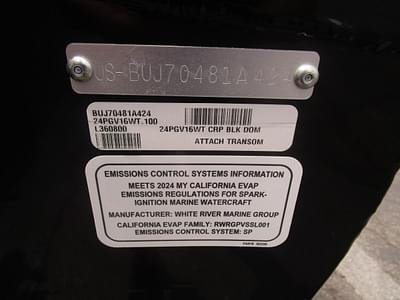 US-BUJ70481A424
BUJ70481A424
24PGV16WT.100
L360800 24PGV16WT CRP BLK DOM
ATTACH TRANSOM
EMISSIONS CONTROL SYSTEMS INFORMATION
MEETS 2024 MY CALIFORNIA EVAP
EMISSIONS REGULATIONS FOR SPARK-
IGNITION MARINE WATERCRAFT
MANUFACTURER: WHITE RIVER MARINE GROUP
CALIFORNIA EVAP FAMILY: RWRGPVSSL001
EMISSIONS CONTROL SYSTEM: SP